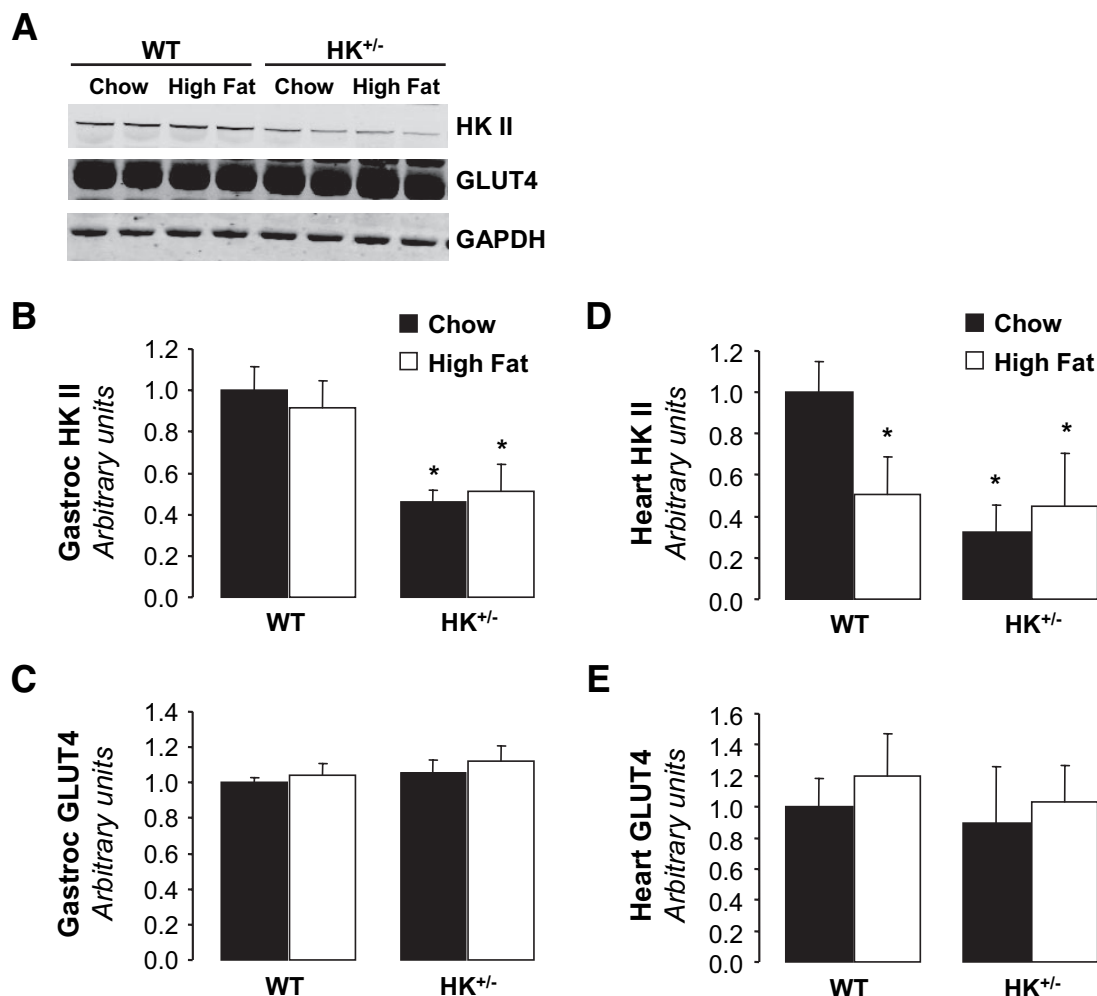 A
WT HK+/-
Chow High Fat Chow High Fat
HK II
GLUT4
GAPDH
B
Chow
High Fat
Gastroc HK II
Arbitrary units
1.2
1.0
0.8
0.6
0.4
0.2
0.0
* *
WT HK+/-
D
Chow
High Fat
Heart HK II
Arbitrary units
1.2
1.0
0.8
0.6
0.4
0.2
0.0
* * *
WT HK+/-
C
Gastroc GLUT4
Arbitrary units
1.4
1.2
1.0
0.8
0.6
0.4
0.2
0.0
WT HK+/-
E
Heart GLUT4
Arbitrary units
1.6
1.4
1.2
1.0
0.8
0.6
0.4
0.2
0.0
WT HK+/-